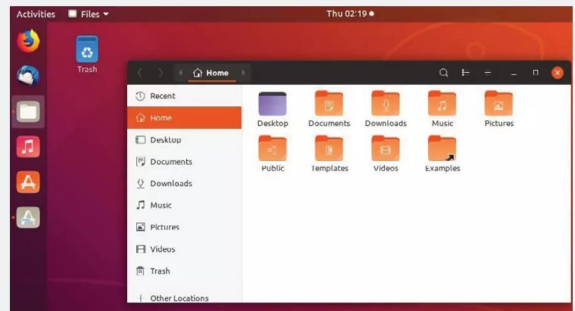 Activities Files Thu 02:19
Trash
Home
Recent
Home
Desktop
Documents
Downloads
Music
Pictures
Videos
Trash
Other Locations
Desktop Documents Downloads Music Pictures
Public Templates Videos Examples